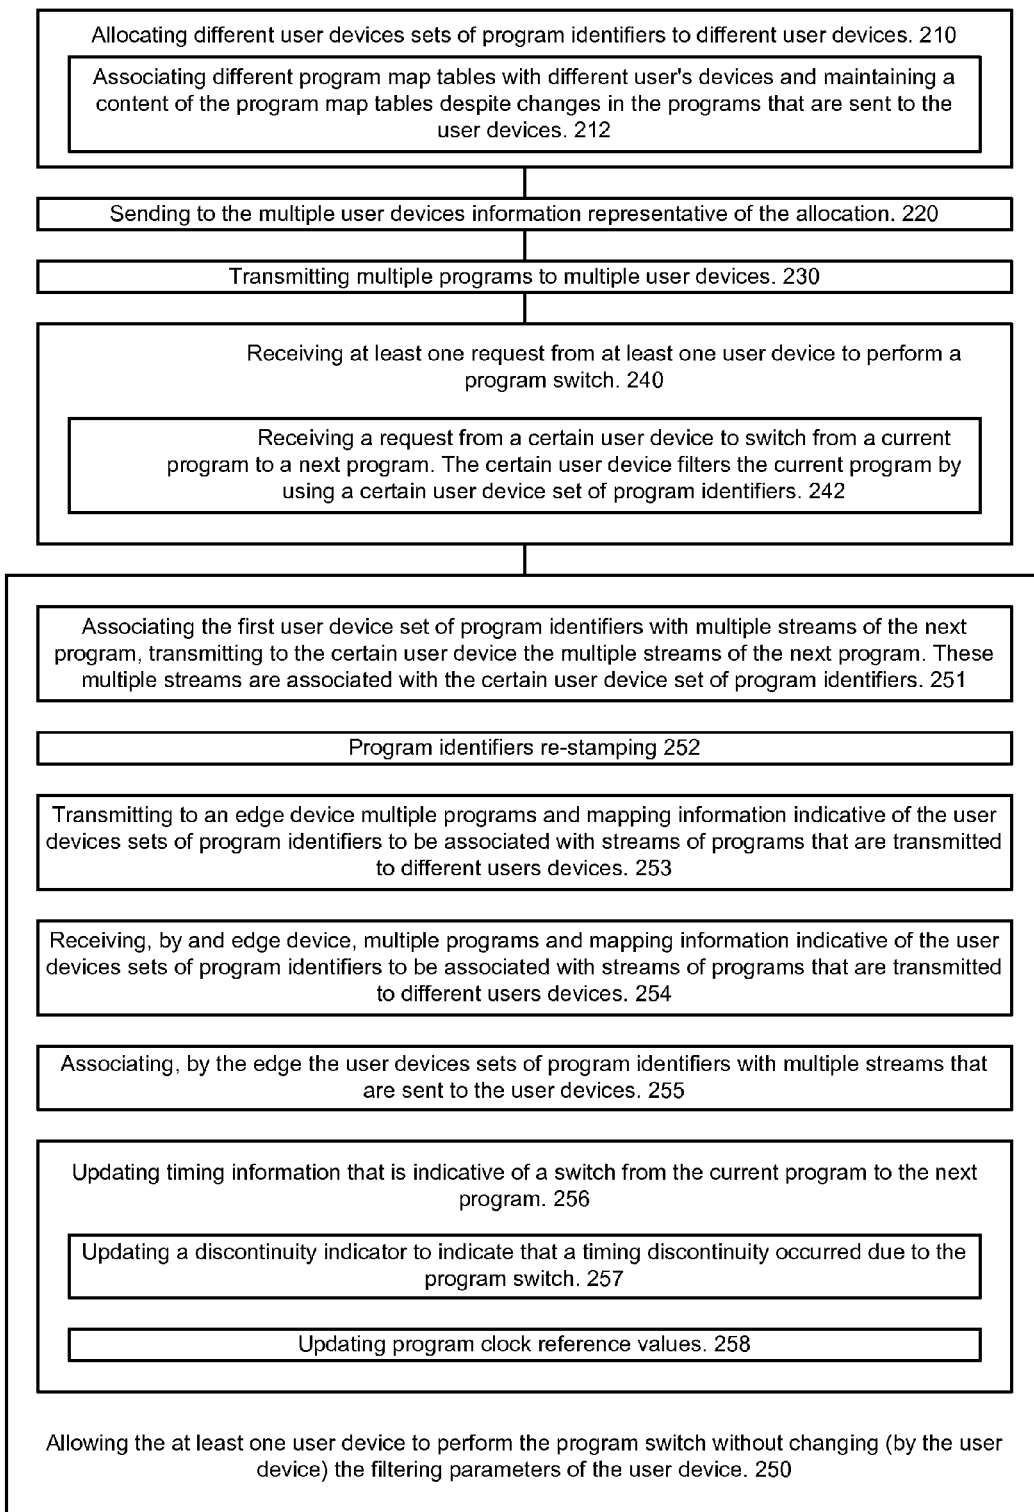 Allocating different user devices sets of program identifiers to different user devices. 210
Associating different program map tables with different user's devices and maintaining a
content of the program map tables despite changes in the programs that are sent to the
user devices. 212
Sending to the multiple user devices information representative of the allocation. 220
Transmitting multiple programs to multiple user devices. 230
Receiving at least one request from at least one user device to perform a
program switch. 240
Receiving a request from a certain user device to switch from a current
program to a next program. The certain user device filters the current program by
using a certain user device set of program identifiers. 242
Associating the first user device set of program identifiers with multiple streams of the next
program, transmitting to the certain user device the multiple streams of the next program. These
multiple streams are associated with the certain user device set of program identifiers. 251
Program identifiers re-stamping 252
Transmitting to an edge device multiple programs and mapping information indicative of the user
devices sets of program identifiers to be associated with streams of programs that are transmitted
to different users devices. 253
Receiving, by and edge device, multiple programs and mapping information indicative of the user
devices sets of program identifiers to be associated with streams of programs that are transmitted
to different users devices. 254
Associating, by the edge the user devices sets of program identifiers with multiple streams that
are sent to the user devices. 255
Updating timing information that is indicative of a switch from the current program to the next
program. 256
Updating a discontinuity indicator to indicate that a timing discontinuity occurred due to the
program switch. 257
Updating program clock reference values. 258
Allowing the at least one user device to perform the program switch without changing (by the user
device) the filtering parameters of the user device. 250